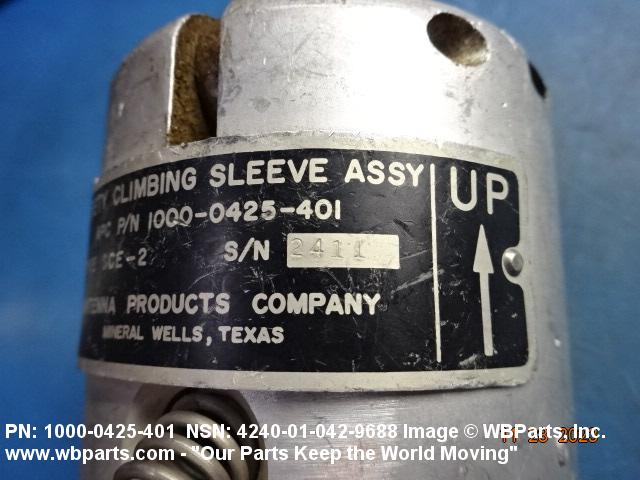 CLIMBING SLEEVE ASSY
UP
APC P/N 1000-0425-401
SCE-2 S/N 2411
PRODUCTS COMPANY
MINERAL WELLS, TEXAS
PN: 1000-0425-401 NSN: 4240-01-042-9688 Image © WBParts, Inc.
www.wbparts.com - "Our Parts Keep the World Moving"